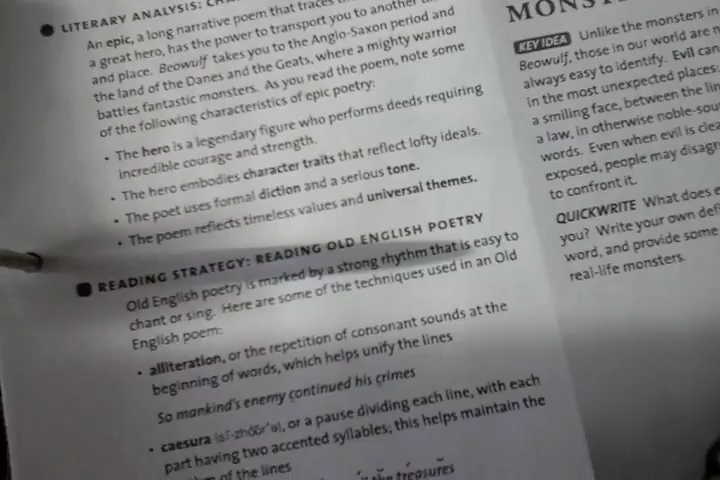 LITERARY ANALYSIS:
An epic, a long narrative poem that traces
a great hero, has the power to transport you to another
and place. Beowulf takes you to the Anglo-Saxon period and
the land of the Danes and the Geats, where a mighty warrior
battles fantastic monsters. As you read the poem, note some
of the following characteristics of epic poetry:
• The hero is a legendary figure who performs deeds requiring
incredible courage and strength.
• The hero embodies character traits that reflect lofty ideals.
• The poet uses formal diction and a serious tone.
• The poem reflects timeless values and universal themes.
READING STRATEGY: READING OLD ENGLISH POETRY
Old English poetry is marked by a strong rhythm that is easy to
chant or sing. Here are some of the techniques used in an Old
English poem:
• alliteration, or the repetition of consonant sounds at the
beginning of words, which helps unify the lines
So mankind's enemy continued his crimes
• caesura, or a pause dividing each line, with each
part having two accented syllables; this helps maintain the
of the lines
the treasures
KEY IDEA Unlike the monsters in
Beowulf, those in our world are
always easy to identify. Evil can
in the most unexpected places:
a smiling face, between the
a law, in otherwise
words. Even when evil is
exposed, people may
to confront it.
QUICKWRITE What does
you? Write your own
word, and provide some
real-life monsters.